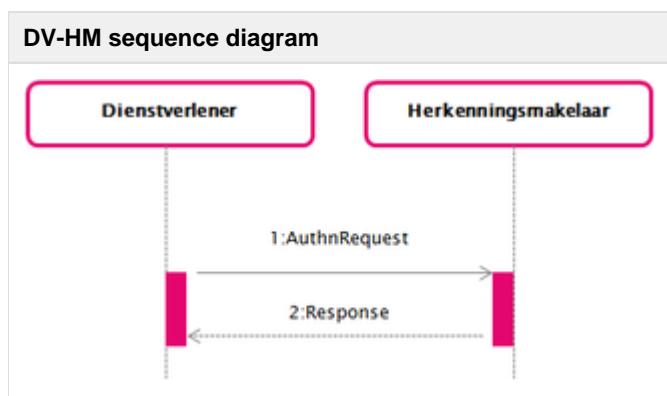 DV-HM sequence diagram
Dienstverlener
Herkenningsmakelaar
1:AuthnRequest
2:Response